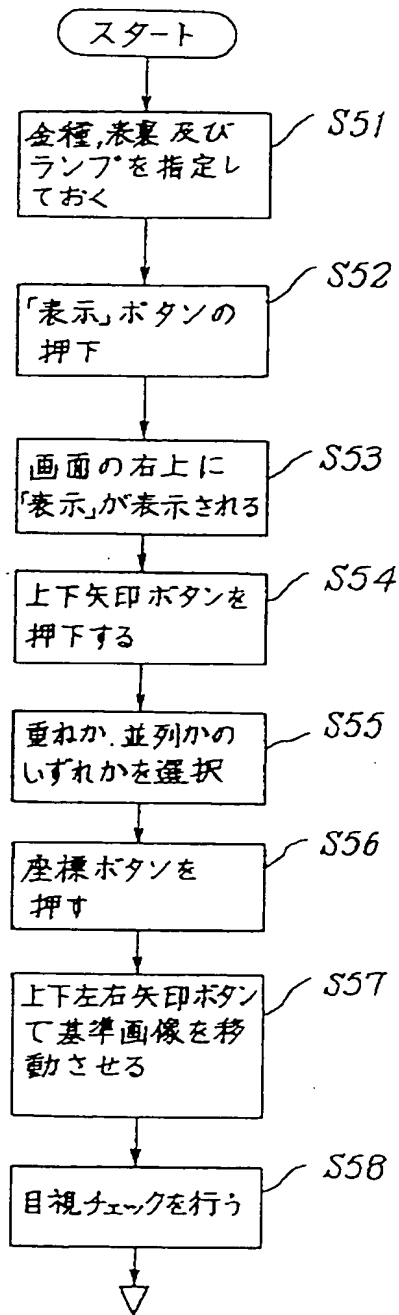 スタート
S51
金種,表裏及び
ランプを指定し
ておく
S52
「表示」ボタンの
押下
S53
画面の右上に
「表示」が表示される
S54
上下矢印ボタンを
押下する
S55
重ねか.並列かの
いずれかを選択
S56
座標ボタンを
押す
S57
上下左右矢印ボタン
で基準画像を移
動させる
S58
目視チェックを行う